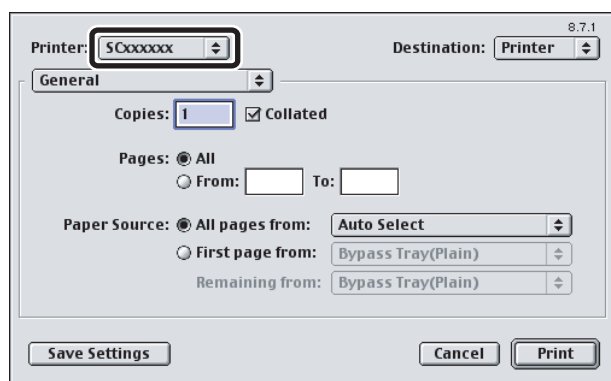 8.7.1
Printer: SCxxxxxx Destination: Printer
General
Copies: 1 Collated
Pages: All
From: To:
Paper Source: All pages from: Auto Select
First page from: Bypass Tray(Plain)
Remaining from: Bypass Tray(Plain)
Save Settings Cancel Print